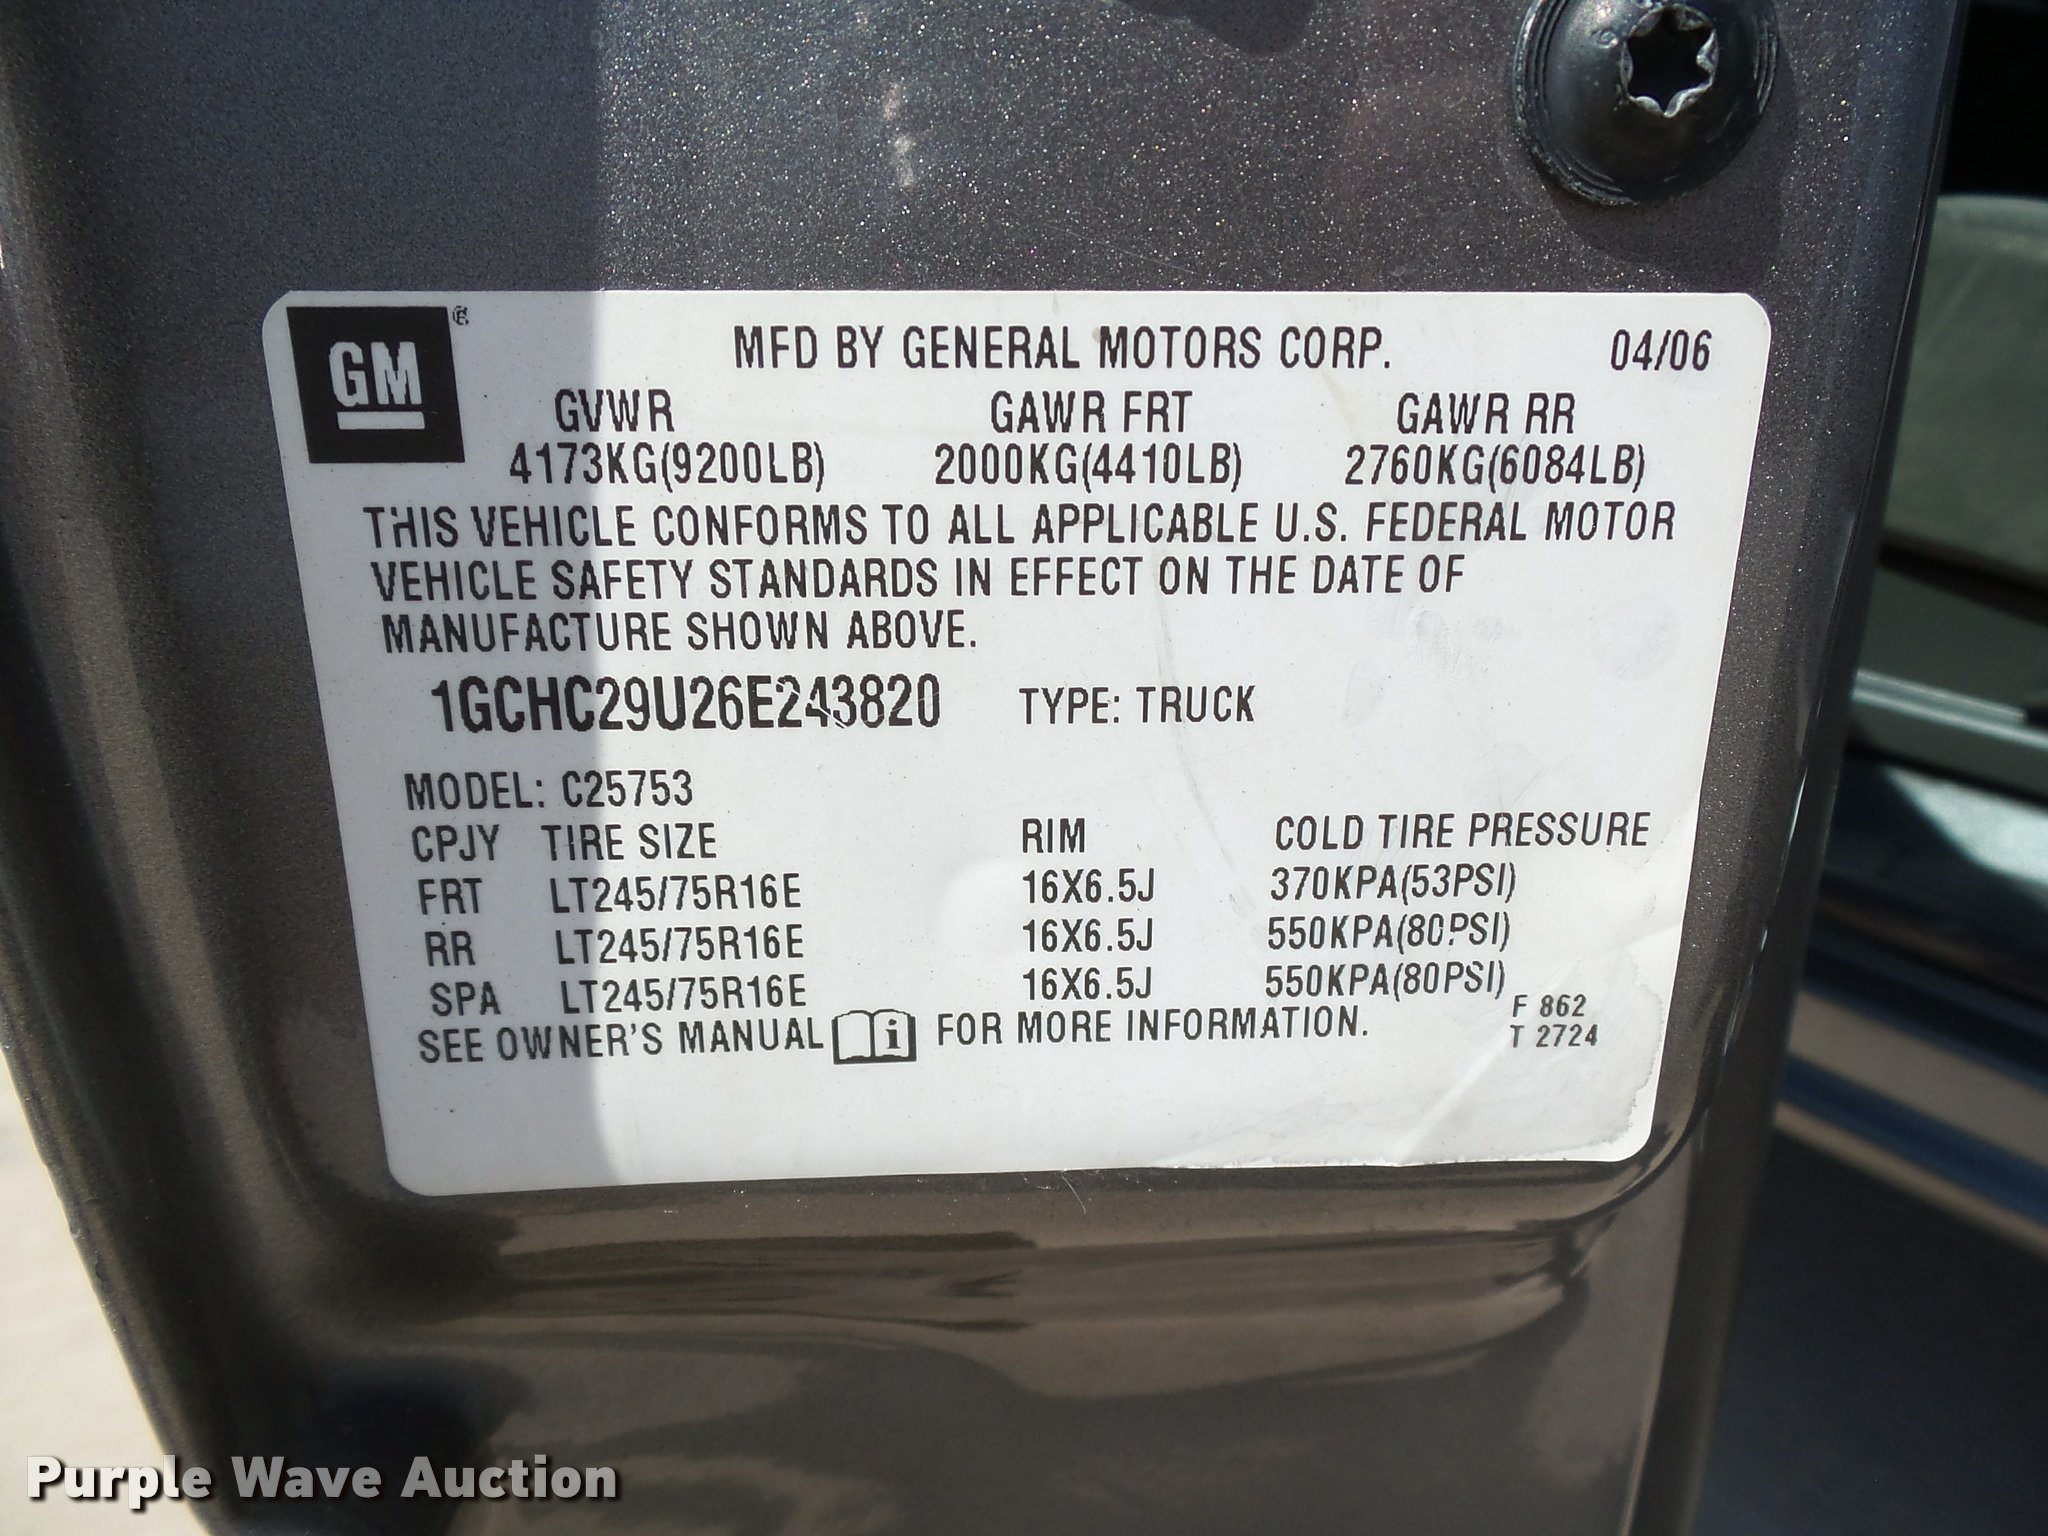 GM®
MFD BY GENERAL MOTORS CORP. 04/06
GVWR GAWR FRT GAWR RR
4173KG(9200LB) 2000KG(4410LB) 2760KG(6084LB)
THIS VEHICLE CONFORMS TO ALL APPLICABLE U.S. FEDERAL MOTOR
VEHICLE SAFETY STANDARDS IN EFFECT ON THE DATE OF
MANUFACTURE SHOWN ABOVE.
1GCHC29U26E243820 TYPE: TRUCK
MODEL: C25753
CPJY TIRE SIZE RIM COLD TIRE PRESSURE
FRT LT245/75R16E 16X6.5J 370KPA(53PSI)
RR LT245/75R16E 16X6.5J 550KPA(80PSI)
SPA LT245/75R16E 16X6.5J 550KPA(80PSI)
SEE OWNER'S MANUAL i FOR MORE INFORMATION.
F 862
T 2724
Purple Wave Auction